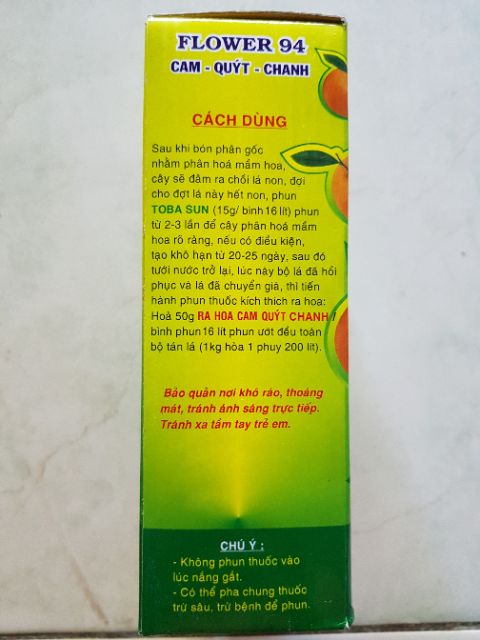 FLOWER 94
CAM - QUÝT - CHANH
CÁCH DÙNG
Sau khi bón phân gốc
nhằm phân hoá mầm hoa,
cây sẽ đâm ra chồi lá non, đợi
cho đợt lá này hết non, phun
TOBA SUN (15g/ bình 16 lít) phun
từ 2-3 lần để cây phân hoá mầm
hoa rõ ràng, nếu có điều kiện,
tạo khô hạn từ 20-25 ngày, sau đó
tưới nước trở lại, lúc này bộ lá đã hồi
phục và lá đã chuyển già, thì tiến
hành phun thuốc kích thích ra hoa:
Hoà 50g RA HOA CAM QUÝT CHANH /
bình phun 16 lít phun ướt đều toàn
bộ tán lá (1kg hòa 1 phuy 200 lít).
Bảo quản nơi khô ráo, thoáng
mát, tránh ánh sáng trực tiếp.
Tránh xa tầm tay trẻ em.
CHÚ Ý :
- Không phun thuốc vào
lúc nắng gắt.
- Có thể pha chung thuốc
trừ sâu, trừ bệnh để phun.